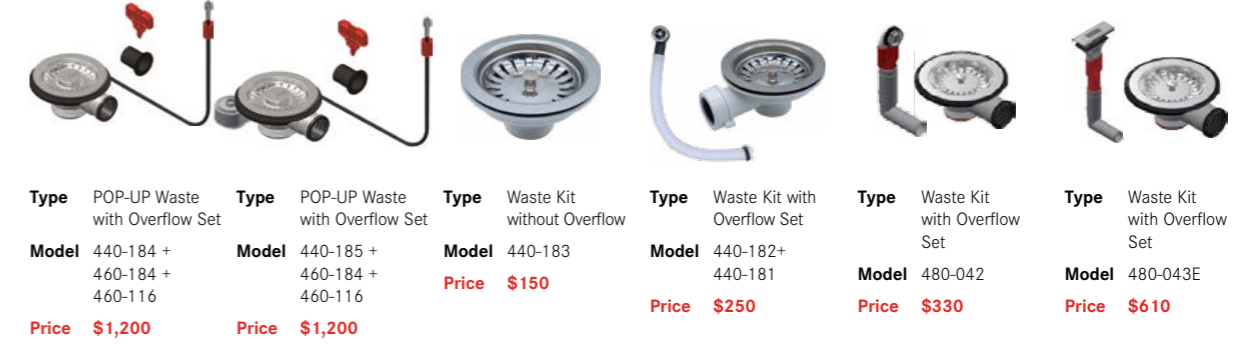 Type POP-UP Waste
with Overflow Set
Model 440-184 +
460-184 +
460-116
Price $1,200
Type POP-UP Waste
with Overflow Set
Model 440-185 +
460-184 +
460-116
Price $1,200
Type Waste Kit
without Overflow
Model 440-183
Price $150
Type Waste Kit with
Overflow Set
Model 440-182+
440-181
Price $250
Type Waste Kit
with Overflow
Set
Model 480-042
Price $330
Type Waste Kit
with Overflow
Set
Model 480-043E
Price $610